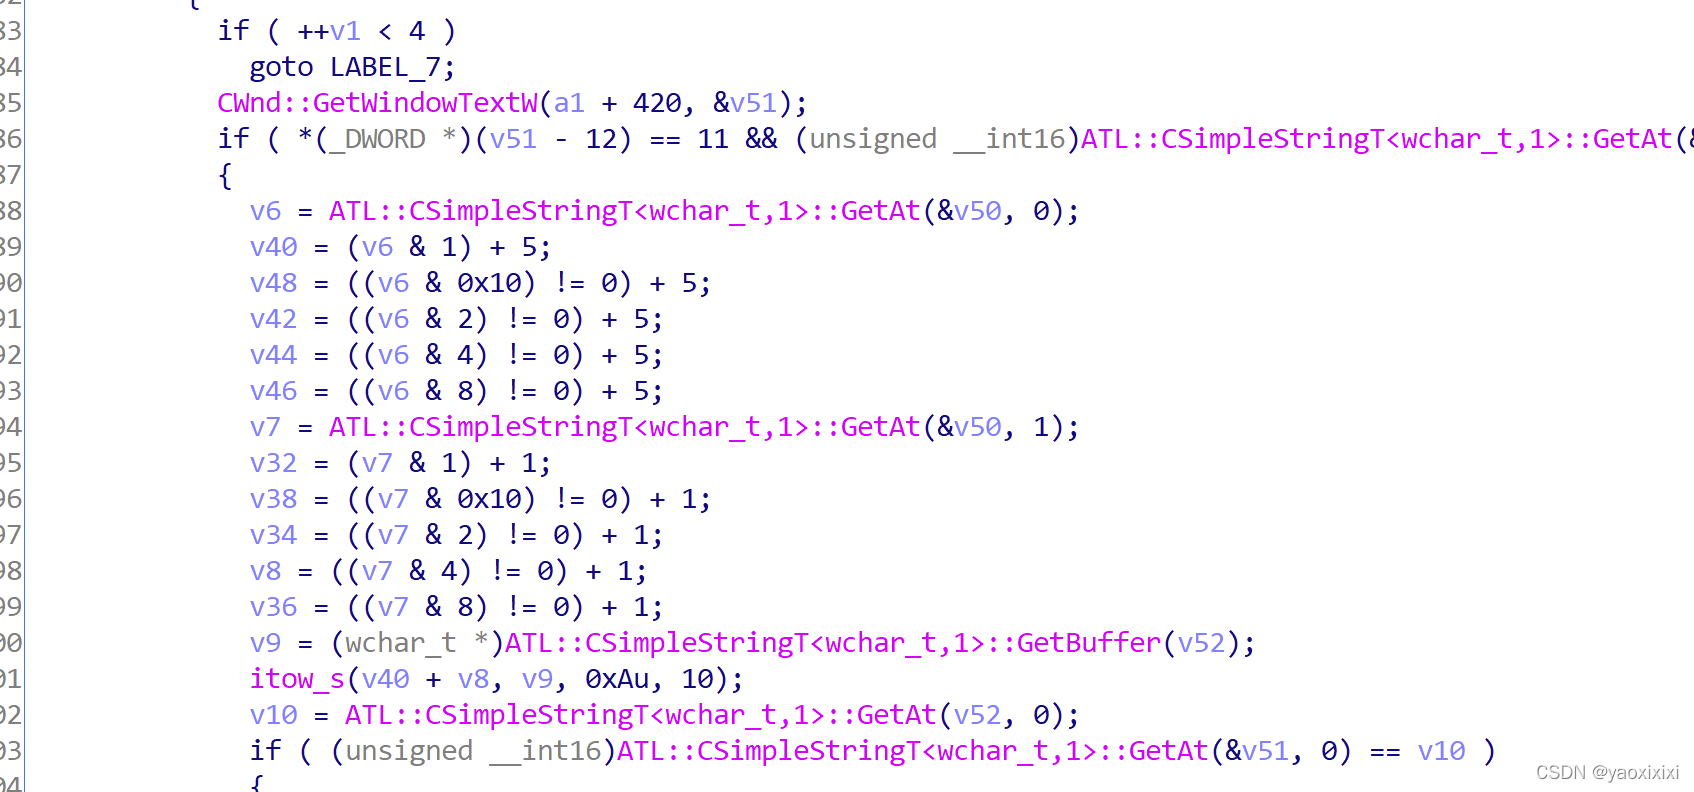 {
83 if ( ++v1 < 4 )
84 goto LABEL_7;
85 CWnd::GetWindowTextW(a1 + 420, &v51);
86 if ( *(_DWORD *)(v51 - 12) == 11 && (unsigned __int16)ATL::CSimpleStringT<wchar_t,1>::GetAt(&
87 {
88 v6 = ATL::CSimpleStringT<wchar_t,1>::GetAt(&v50, 0);
89 v40 = (v6 & 1) + 5;
90 v48 = ((v6 & 0x10) != 0) + 5;
91 v42 = ((v6 & 2) != 0) + 5;
92 v44 = ((v6 & 4) != 0) + 5;
93 v46 = ((v6 & 8) != 0) + 5;
94 v7 = ATL::CSimpleStringT<wchar_t,1>::GetAt(&v50, 1);
95 v32 = (v7 & 1) + 1;
96 v38 = ((v7 & 0x10) != 0) + 1;
97 v34 = ((v7 & 2) != 0) + 1;
98 v8 = ((v7 & 4) != 0) + 1;
99 v36 = ((v7 & 8) != 0) + 1;
00 v9 = (wchar_t *)ATL::CSimpleStringT<wchar_t,1>::GetBuffer(v52);
01 itow_s(v40 + v8, v9, 0xAu, 10);
02 v10 = ATL::CSimpleStringT<wchar_t,1>::GetAt(v52, 0);
03 if ( (unsigned __int16)ATL::CSimpleStringT<wchar_t,1>::GetAt(&v51, 0) == v10 )
04 {
CSDN @yaoxixixi